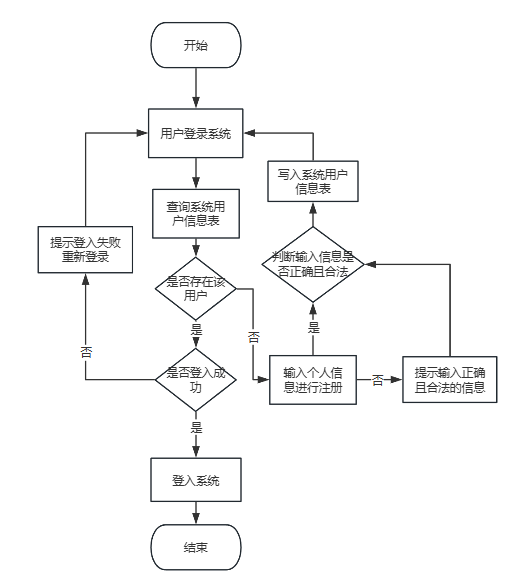 开始
用户登录系统
写入系统用
户信息表
查询系统用
户信息表
提示登入失败
重新登录
判断输入信息是
否正确且合法
是否存在该
用户
是
否
是
否
是否登入成
功
输入个人信
息进行注册
否
提示输入正确
且合法的信息
是
登入系统
结束